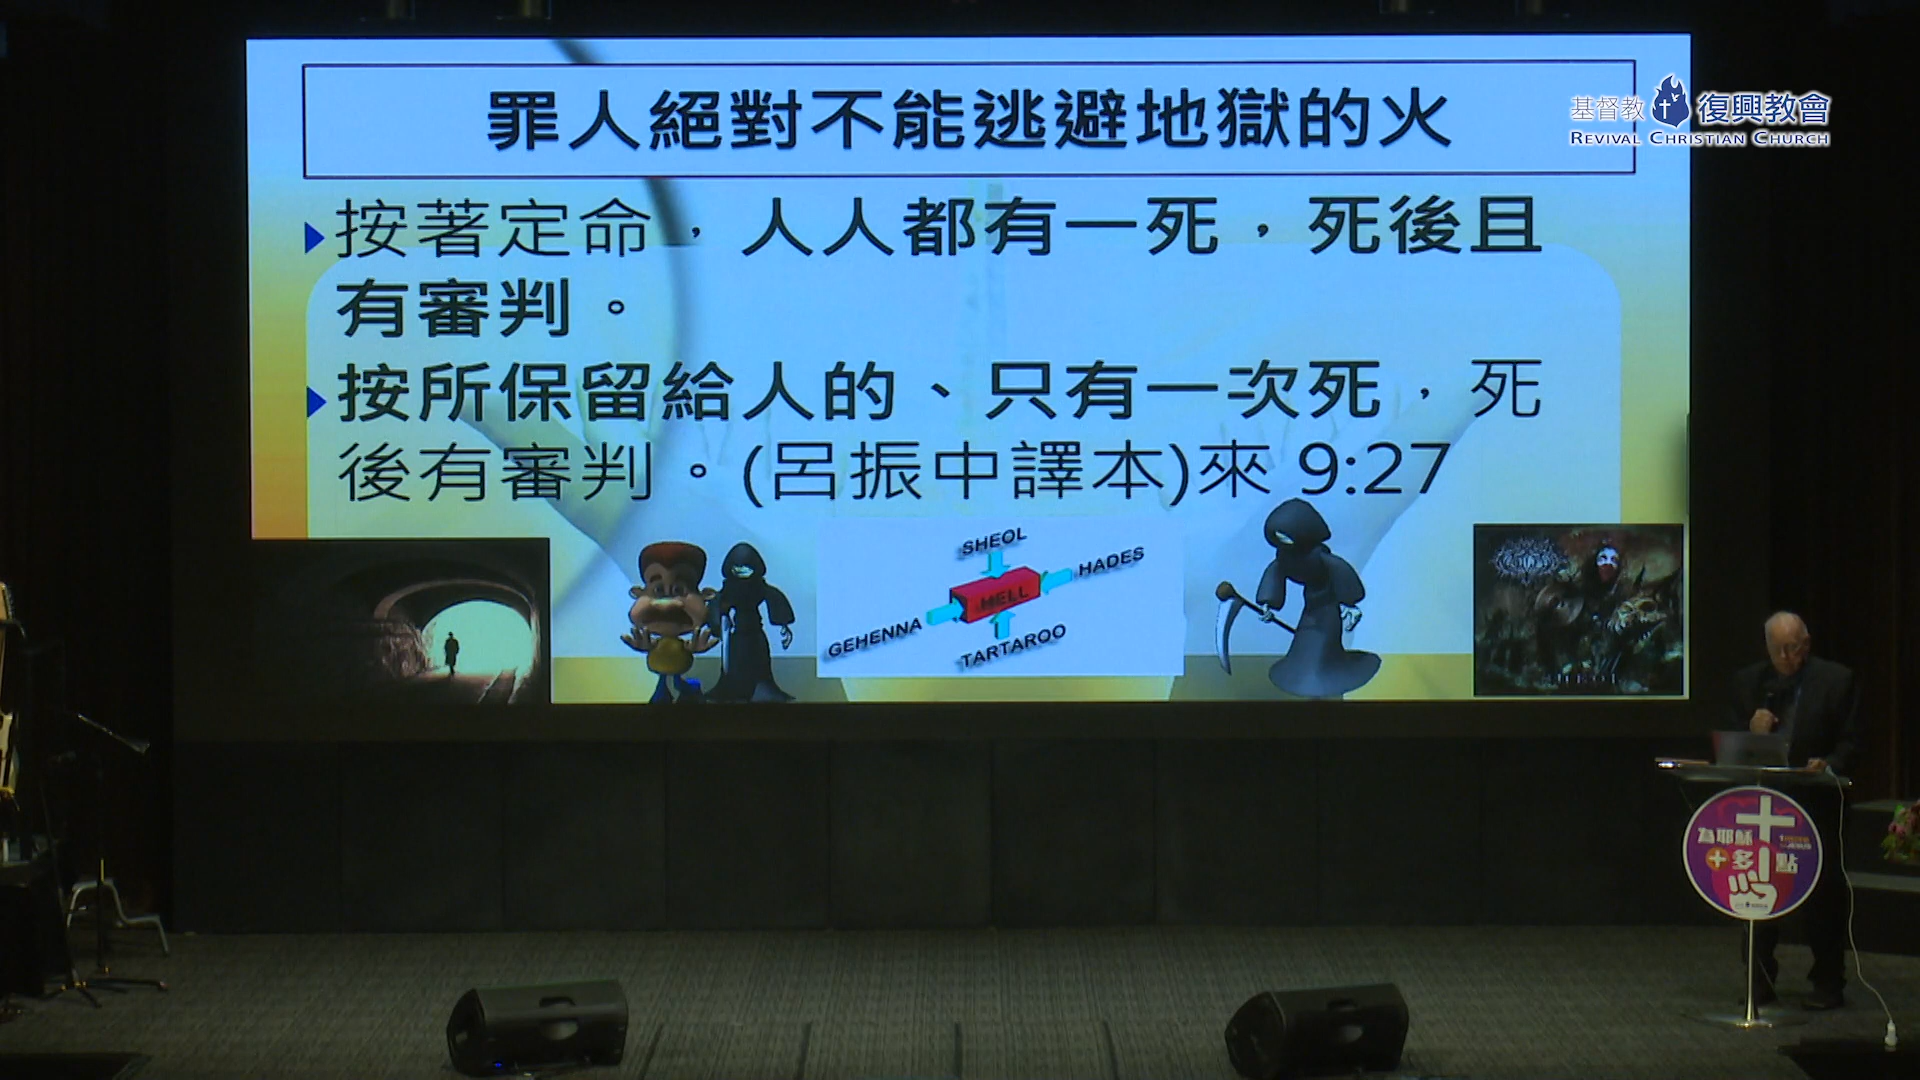 罪人絕對不能逃避地獄的火
基督教 復興教會
REVIVAL CHRISTIAN CHURCH
按著定命，人人都有一死，死後且
有審判。
按所保留給人的、只有一次死，死
後有審判。(呂振中譯本)來 9:27
SHEOL
HADES
HELL
GEHENNA
TARTAROO
為耶穌
+多 點